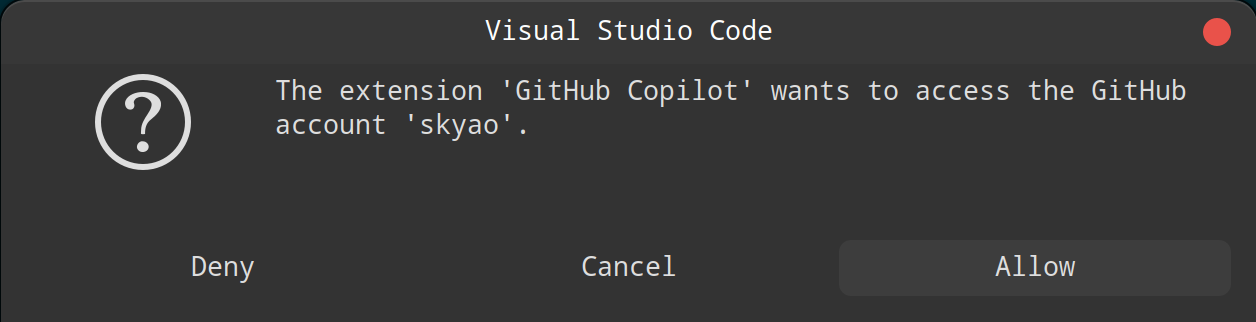 Visual Studio Code
The extension 'GitHub Copilot' wants to access the GitHub
account 'skyao'.
Deny Cancel Allow